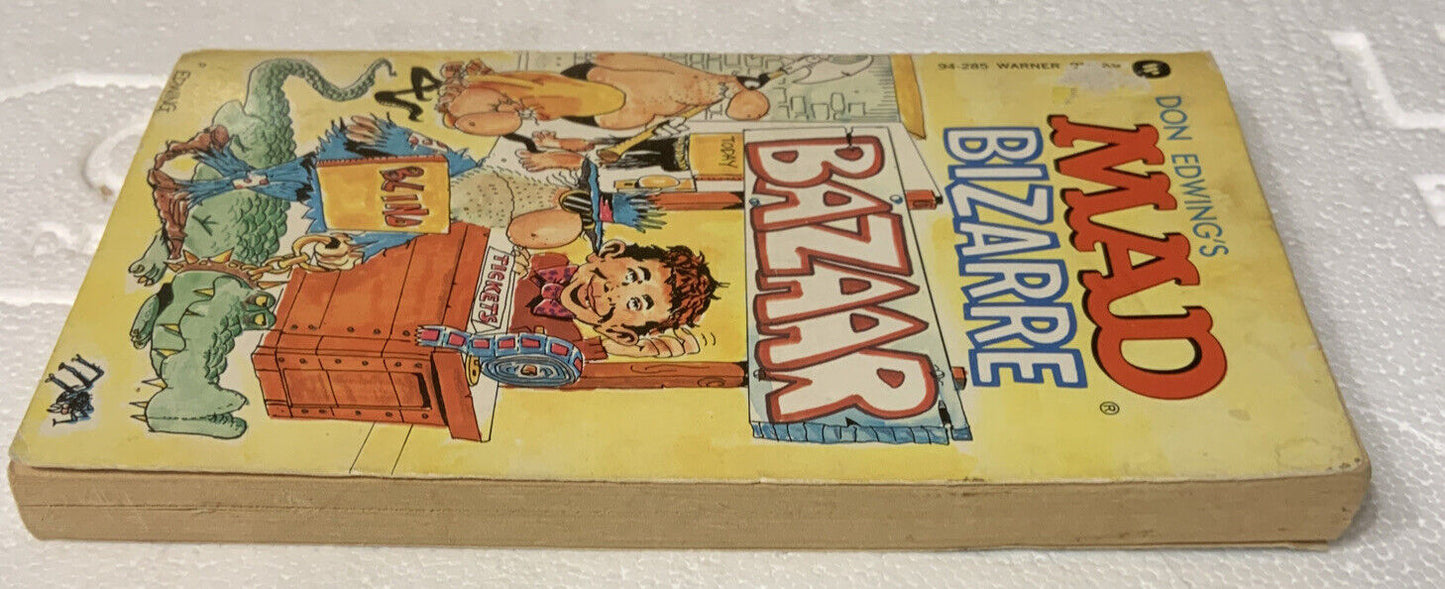 94-285 WARNER
DON EDWING'S
MAD
®
BIZARRE
BAZAAR
TODAY
TICKETS
BLIND
EDWING